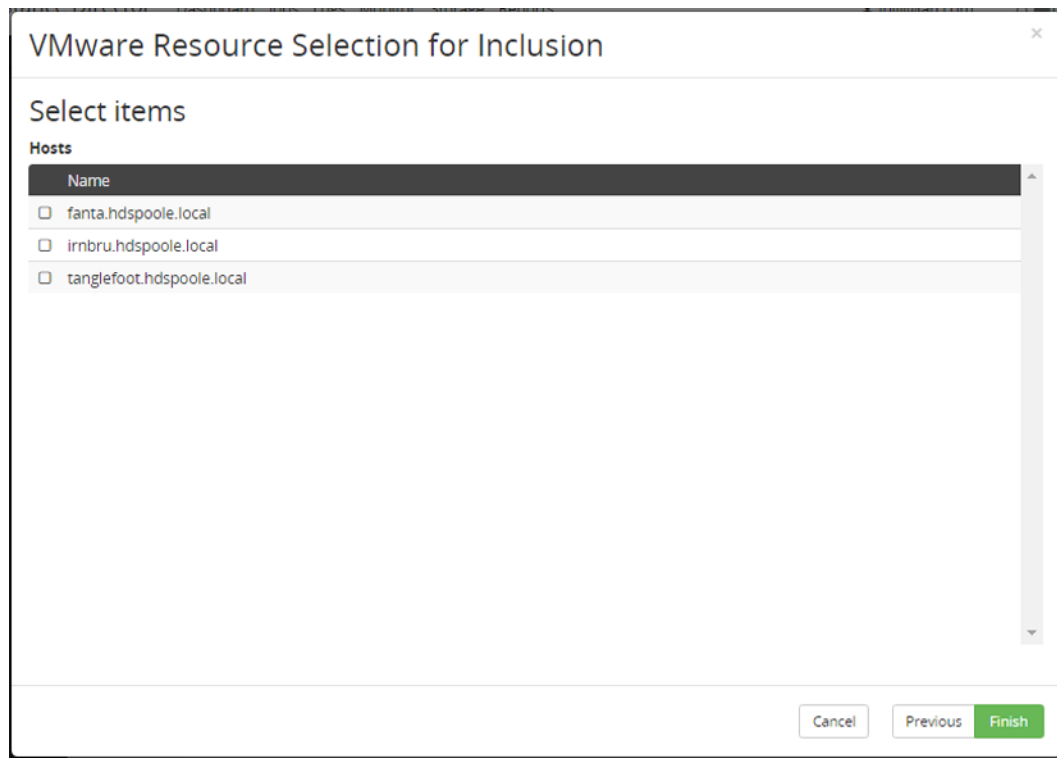 VMware Resource Selection for Inclusion
×
Select items
Hosts
Name
fanta.hdspoole.local
irnbru.hdspoole.local
tanglefoot.hdspoole.local
Cancel
Previous
Finish